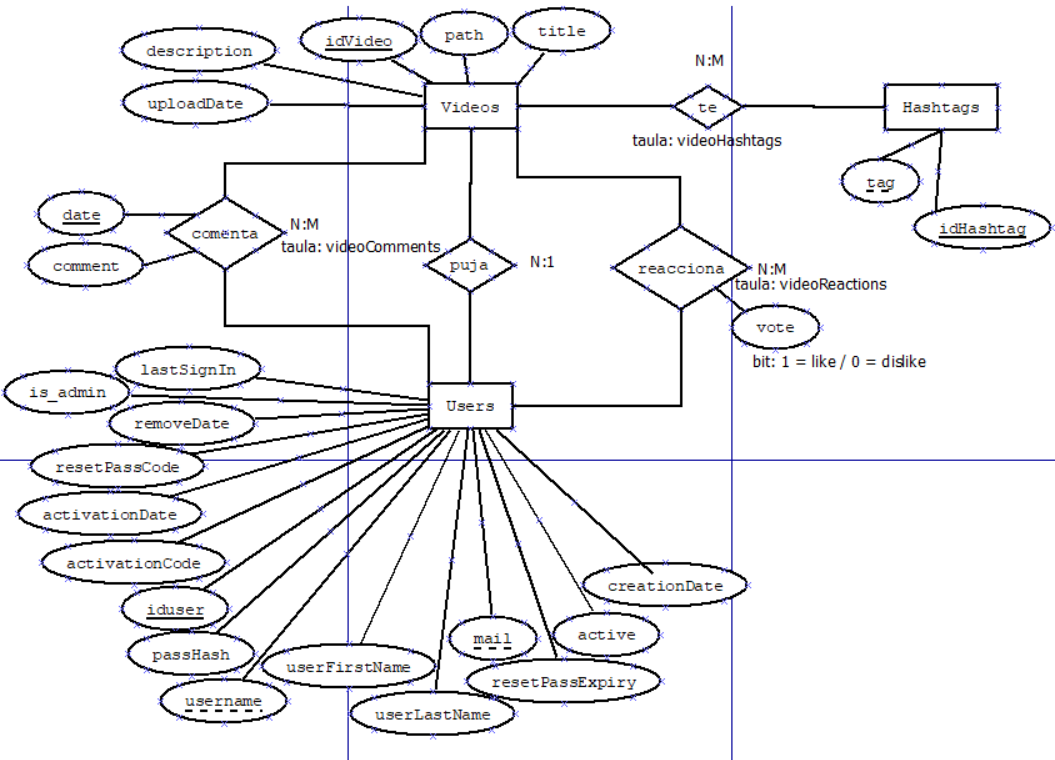 description
idVideo
path
title
uploadDate
Videos
N:M
te
taula: videoHashtags
Hashtags
tag
idHashtag
date
comment
comenta
N:M
taula: videoComments
puja
N:1
reacciona
N:M
taula: videoReactions
vote
bit: 1 = like / 0 = dislike
Users
lastSignIn
is_admin
removeDate
resetPassCode
activationDate
activationCode
iduser
passHash
username
userFirstName
userLastName
mail
resetPassExpiry
active
creationDate